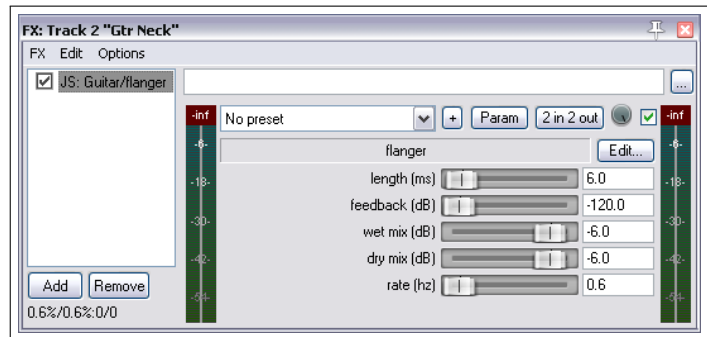 FX: Track 2 "Gtr Neck"
FX Edit Options
JS: Guitar/flanger
...
-inf No preset + Param 2 in 2 out -inf
-6- flanger Edit... -6-
-18- length (ms) 6.0 -18-
feedback (dB) -120.0
-30- wet mix (dB) -6.0 -30-
-42- dry mix (dB) -6.0 -42-
Add Remove rate (hz) 0.6
-54- -54-
0.6%/0.6%:0/0